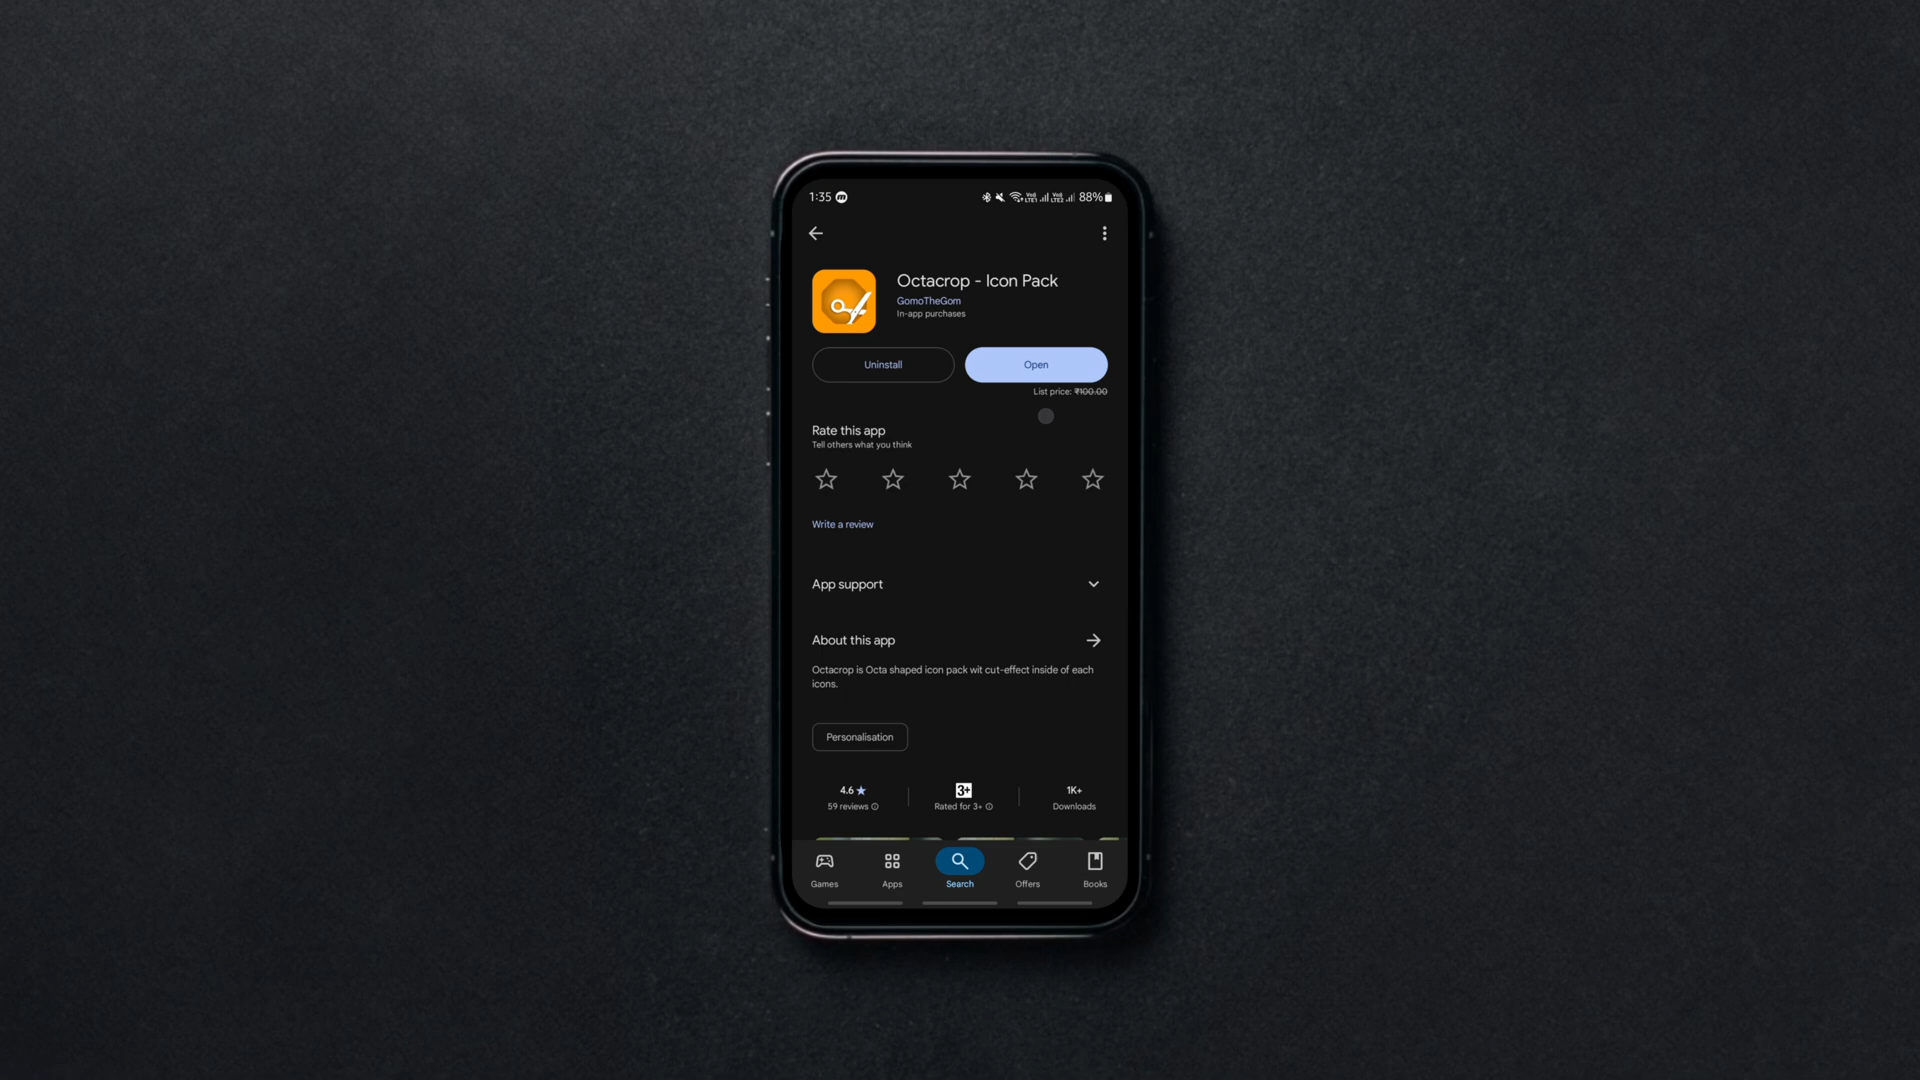 1:35
88%
Octacrop - Icon Pack
GomoTheGom
In-app purchases
Uninstall
Open
List price: ₹100.00
Rate this app
Tell others what you think
Write a review
App support
About this app
Octacrop is Octa shaped icon pack wit cut-effect inside of each
icons.
Personalisation
4.6★
3+
1K+
59 reviews
Rated for 3+
Downloads
Games
Apps
Search
Offers
Books